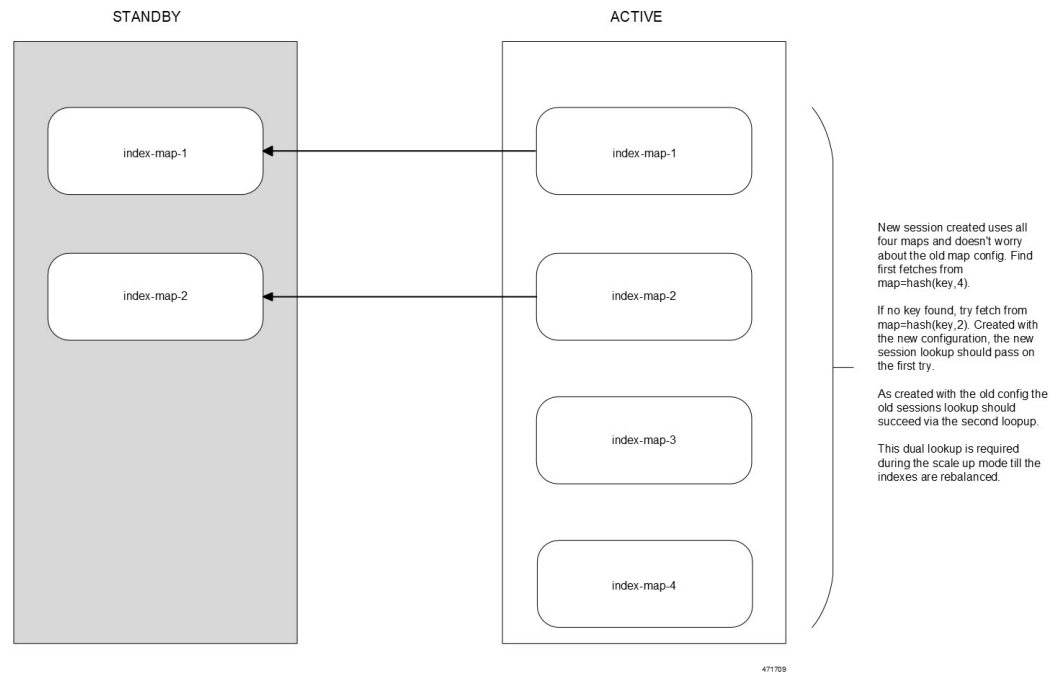 STANDBY
ACTIVE
index-map-1
index-map-1
index-map-2
index-map-2
index-map-3
index-map-4
New session created uses all
four maps and doesn't worry
about the old map config. Find
first fetches from
map=hash(key,4).
If no key found, try fetch from
map=hash(key,2). Created with
the new configuration, the new
session lookup should pass on
the first try.
As created with the old config the
old sessions lookup should
succeed via the second loopup.
This dual lookup is required
during the scale up mode till the
indexes are rebalanced.
471709